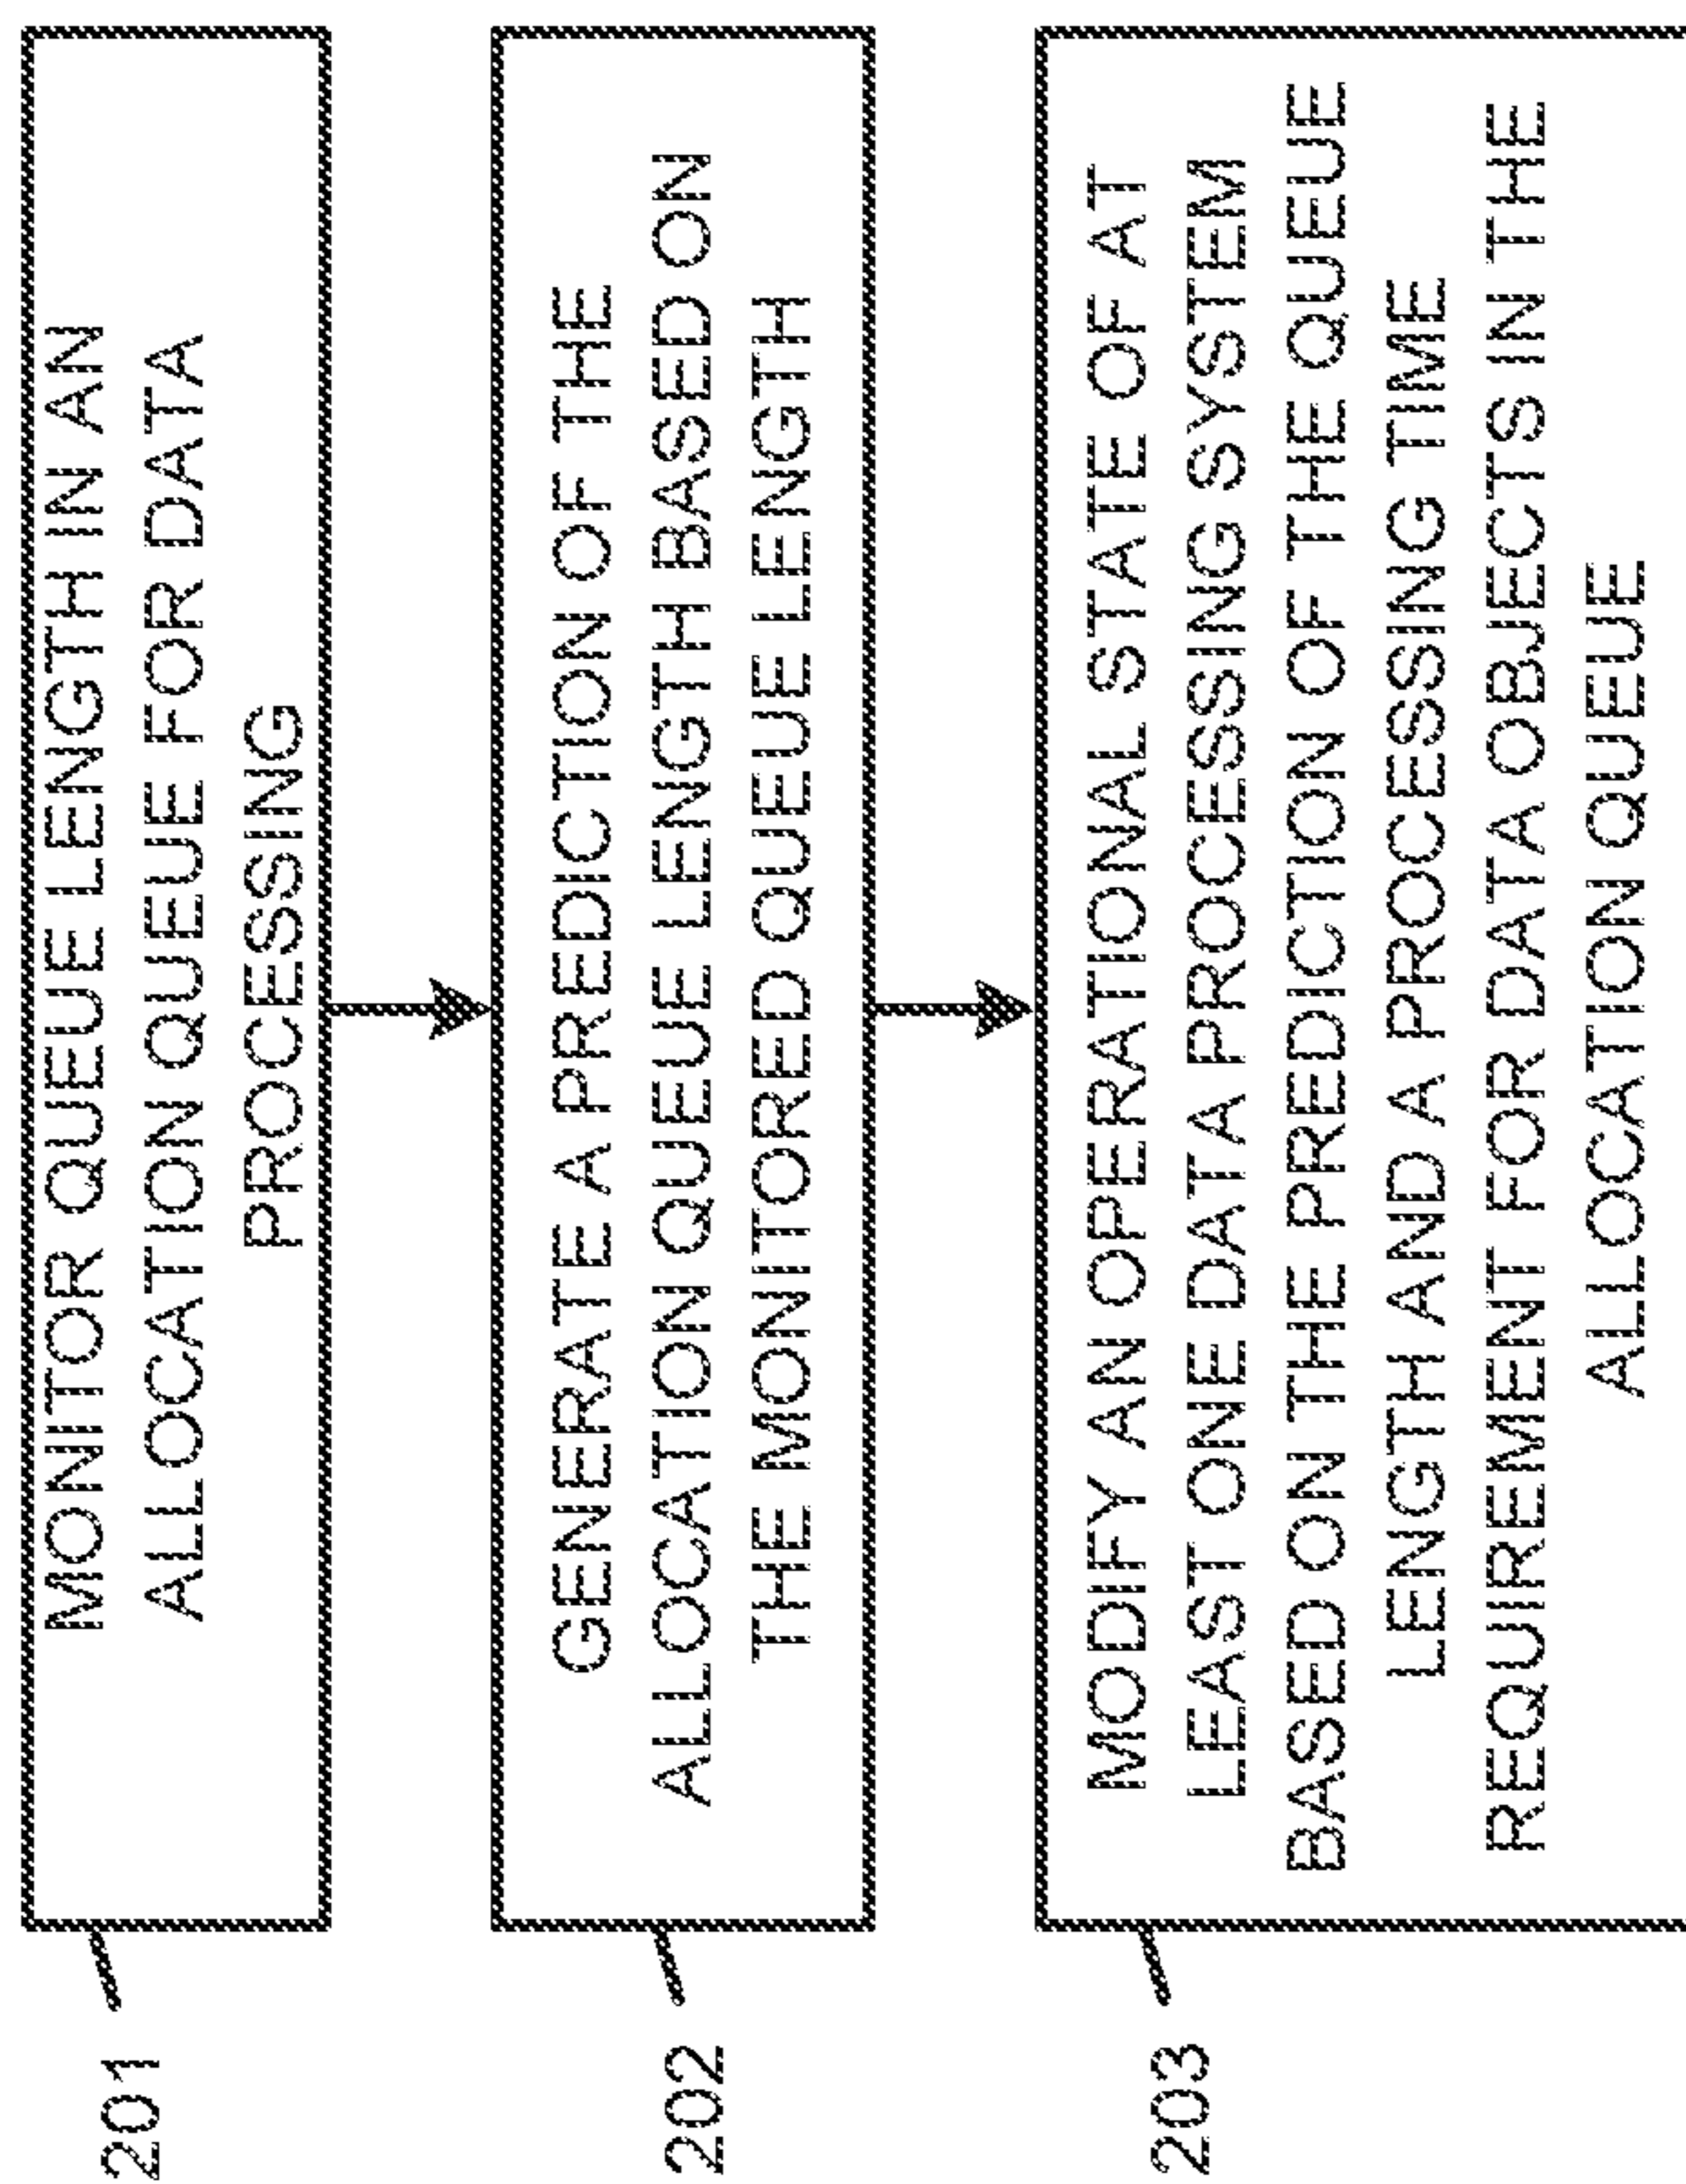 201
MONITOR QUEUE LENGTH IN AN
ALLOCATION QUEUE FOR DATA
PROCESSING
202
GENERATE A PREDICTION OF THE
ALLOCATION QUEUE LENGTH BASED ON
THE MONITORED QUEUE LENGTH
203
MODIFY AN OPERATIONAL STATE OF AT
LEAST ONE DATA PROCESSING SYSTEM
BASED ON THE PREDICTION OF THE QUEUE
LENGTH AND A PROCESSING TIME
REQUIREMENT FOR DATA OBJECTS IN THE
ALLOCATION QUEUE